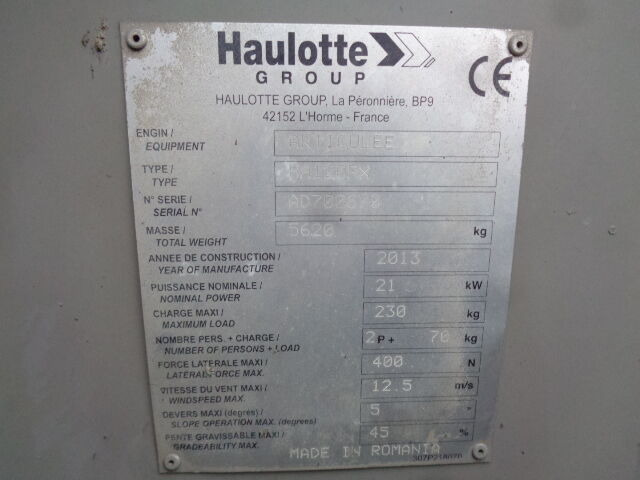 Haulotte
GROUP
CE
HAULOTTE GROUP, La Péronnière, BP9
42152 L'Horme - France
ENGIN / ARTICULEE
EQUIPMENT
TYPE /
TYPE
N° SERIE /
SERIAL N°
MASSE / 5620 kg
TOTAL WEIGHT
ANNEE DE CONSTRUCTION / 2013
YEAR OF MANUFACTURE
PUISSANCE NOMINALE / 21 kW
NOMINAL POWER
CHARGE MAXI / 230 kg
MAXIMUM LOAD
NOMBRE PERS. + CHARGE / 2 P + 70 kg
NUMBER OF PERSONS + LOAD
FORCE LATERALE MAXI / 400 N
LATERAL FORCE MAX.
VITESSE DU VENT MAXI / 12.5 m/s
WINDSPEED MAX.
DEVERS MAXI (degrés) / 5 °
SLOPE OPERATION MAX. (degrees)
PENTE GRAVISSABLE MAXI / 45 %
GRADEABILITY MAX.
MADE IN ROMANIA